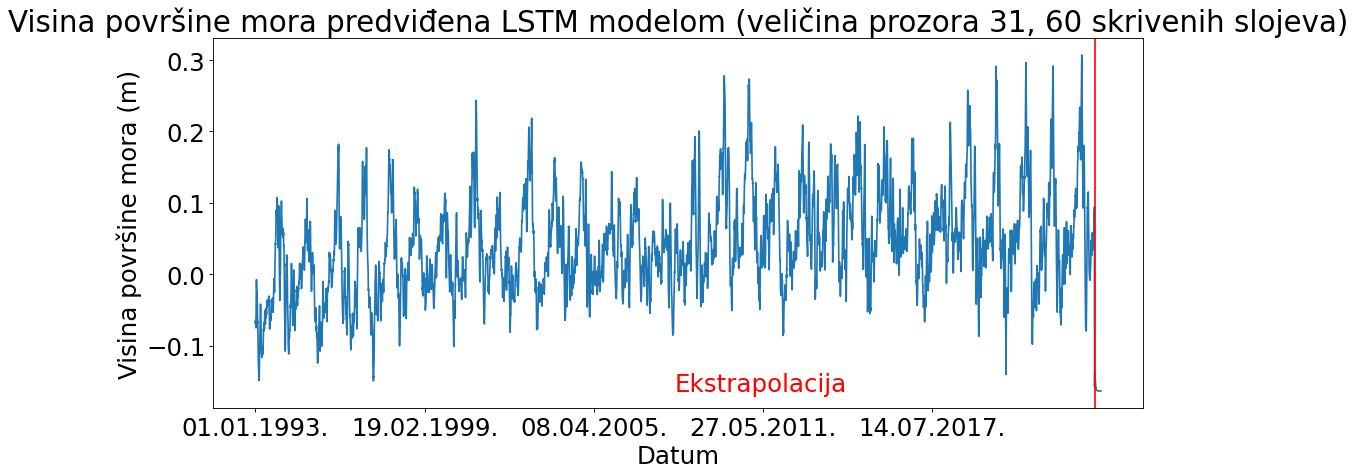 Visina površine mora predviđena LSTM modelom (veličina prozora 31, 60 skrivenih slojeva)
Visina površine mora (m)
0.3
0.2
0.1
0.0
−0.1
Ekstrapolacija
01.01.1993. 19.02.1999. 08.04.2005. 27.05.2011. 14.07.2017.
Datum